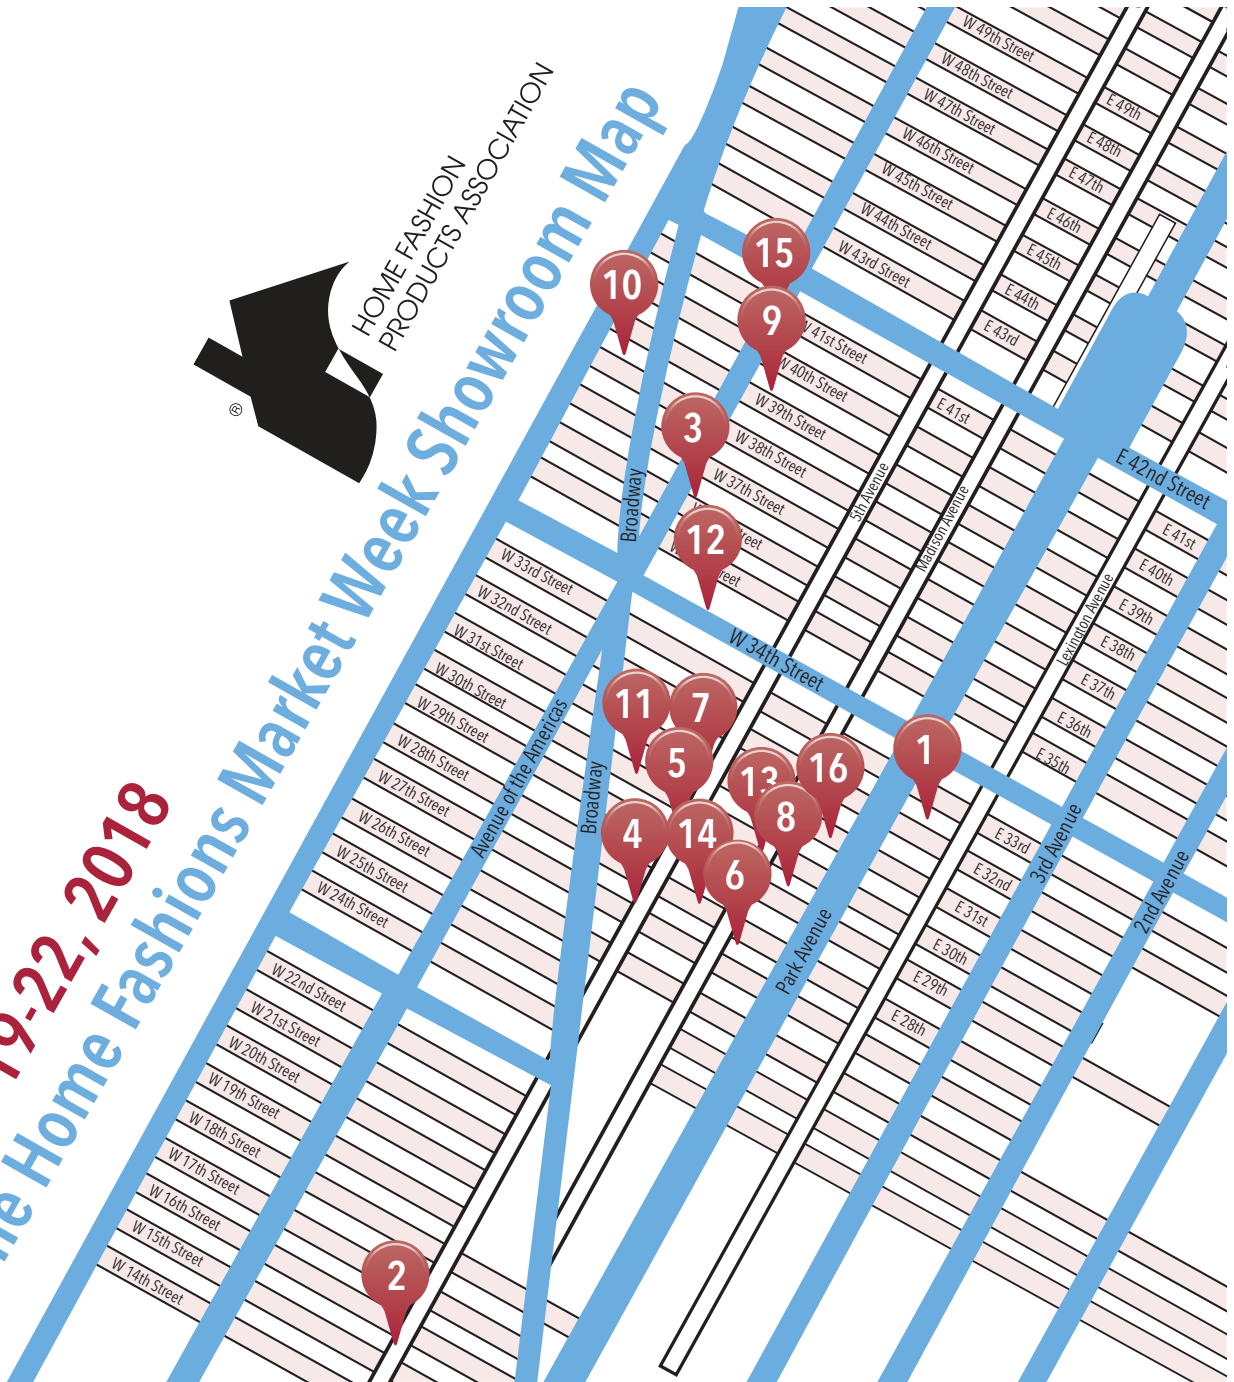 19-22, 2018
Home Fashions Market Week Showroom Map
®
HOME FASHION
PRODUCTS ASSOCIATION
W 49th Street
W 48th Street
W 47th Street
W 46th Street
W 45th Street
W 44th Street
W 43rd Street
W 41st Street
W 40th Street
W 39th Street
W 38th Street
W 37th Street
W 34th Street
W 33rd Street
W 32nd Street
W 31st Street
W 30th Street
W 29th Street
W 28th Street
W 27th Street
W 26th Street
W 25th Street
W 24th Street
W 22nd Street
W 21st Street
W 20th Street
W 19th Street
W 18th Street
W 17th Street
W 16th Street
W 15th Street
W 14th Street
E 49th
E 48th
E 47th
E 46th
E 45th
E 44th
E 43rd
E 41st
E 42nd Street
E 41st
E 40th
E 39th
E 38th
E 37th
E 36th
E 35th
E 33rd
E 32nd
E 31st
E 30th
E 29th
E 28th
Broadway
Broadway
Avenue of the Americas
5th Avenue
Madison Avenue
Park Avenue
Lexington Avenue
3rd Avenue
2nd Avenue
15
10
9
3
12
11
7
5
13
16
1
8
4
14
6
2